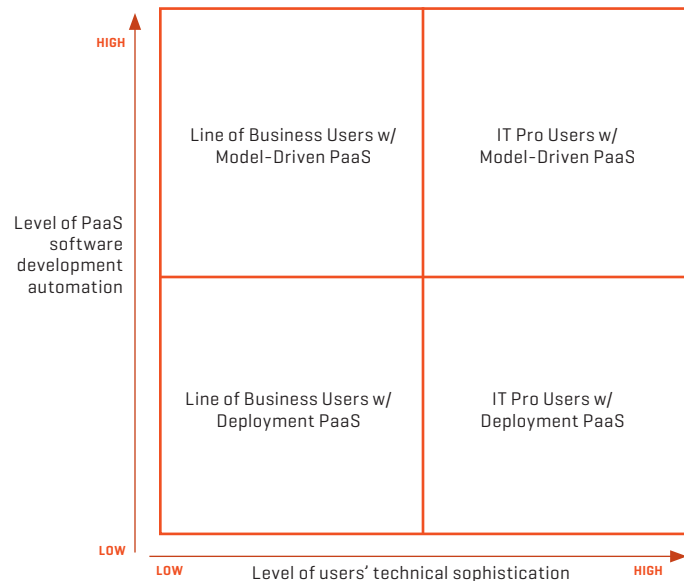 HIGH
Line of Business Users w/
Model-Driven PaaS
IT Pro Users w/
Model-Driven PaaS
Level of PaaS
software
development
automation
Line of Business Users w/
Deployment PaaS
IT Pro Users w/
Deployment PaaS
LOW
LOW
Level of users’ technical sophistication
HIGH